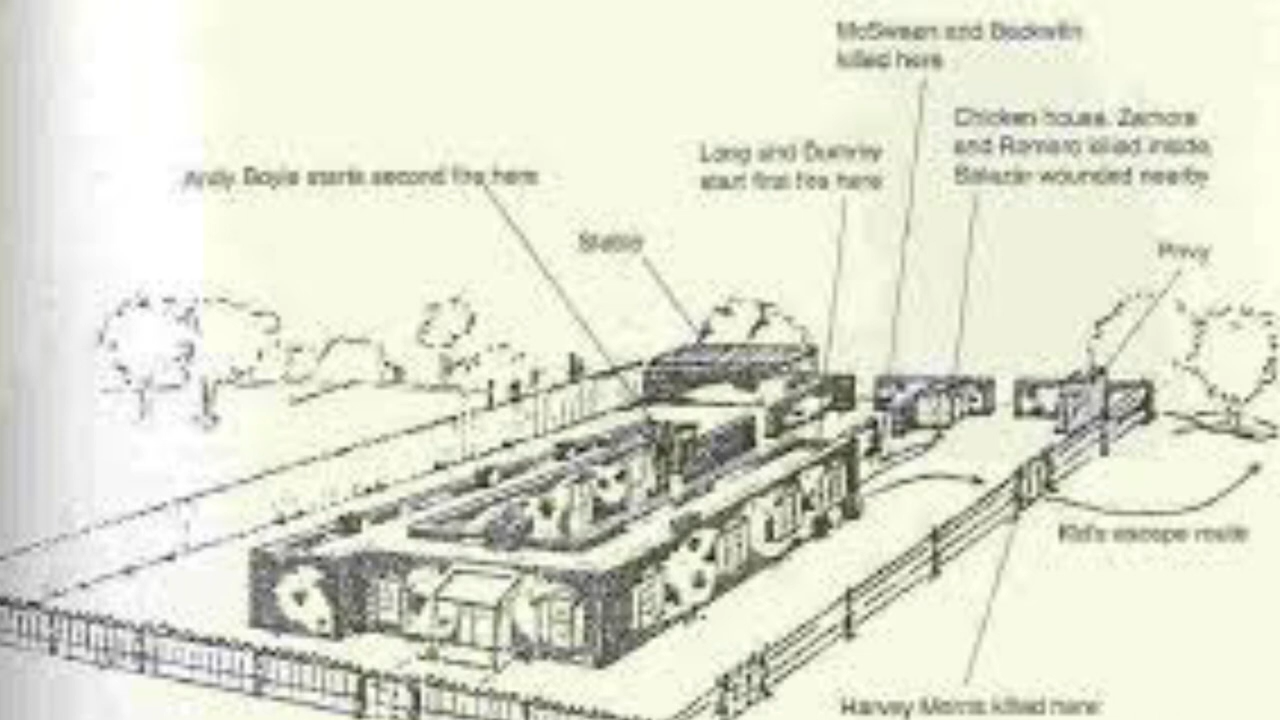 McSween and Beckwith
killed here
Chicken house. Zamora
and Romero killed inside,
Salazar wounded nearby
Long and Dummy
start first fire here
Andy Boyle starts second fire here
Stable
Privy
Kid's escape route
Harvey Morris killed here